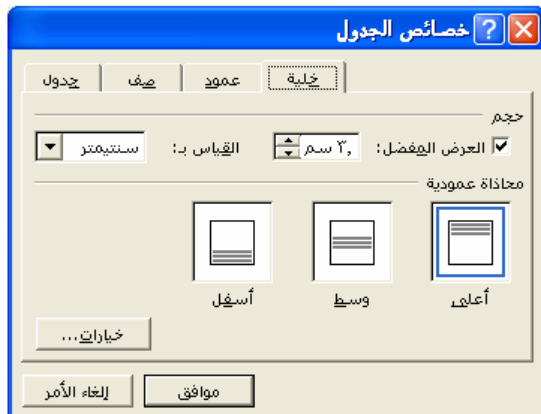 خصائص الجدول
جدول صف عمود خلية
حجم
العرض المفضل: ٣, سم القياس بـ: سنتيمتر
محاذاة عمودية
أعلى وسط أسفل
خيارات...
موافق إلغاء الأمر